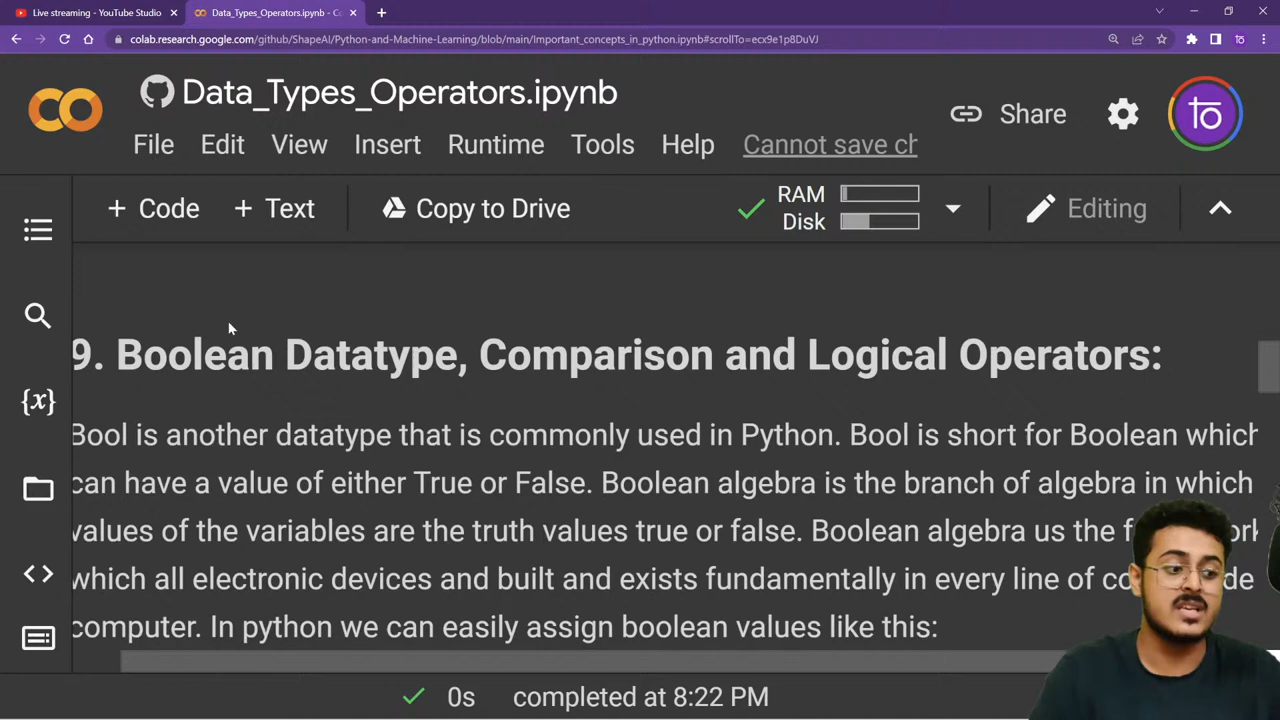 Live streaming - YouTube Studio
Data_Types_Operators.ipynb - Co
colab.research.google.com/github/ShapeAI/Python-and-Machine-Learning/blob/main/Important_concepts_in_python.ipynb#scrollTo=ecx9e1p8DuVJ
Data_Types_Operators.ipynb
Share
File Edit View Insert Runtime Tools Help Cannot save ch
+ Code + Text Copy to Drive
RAM
Disk
Editing
9. Boolean Datatype, Comparison and Logical Operators:
{x}
Bool is another datatype that is commonly used in Python. Bool is short for Boolean which
can have a value of either True or False. Boolean algebra is the branch of algebra in which
values of the variables are the truth values true or false. Boolean algebra us the
which all electronic devices and built and exists fundamentally in every line of
computer. In python we can easily assign boolean values like this:
0s completed at 8:22 PM